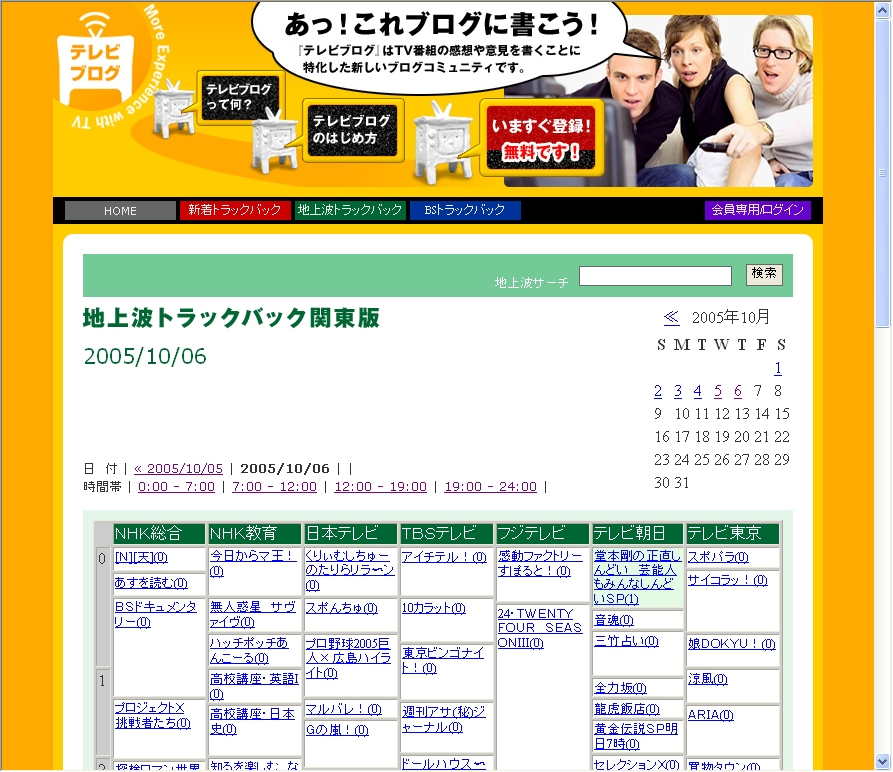 テレビ
ブログ
More Experience with TV
あっ！これブログに書こう！
『テレビブログ』はTV番組の感想や意見を書くことに
特化した新しいブログコミュニティです。
テレビブログ
って何？
テレビブログ
のはじめ方
いますぐ登録！
無料です！
HOME
新着トラックバック
地上波トラックバック
BSトラックバック
会員専用/ログイン
地上波サーチ
検索
地上波トラックバック関東版
2005/10/06
≪ 2005年10月
S M T W T F S
1
2 3 4 5 6 7 8
9 10 11 12 13 14 15
16 17 18 19 20 21 22
23 24 25 26 27 28 29
30 31
日 付 | « 2005/10/05 | 2005/10/06 | |
時間帯 | 0:00 - 7:00 | 7:00 - 12:00 | 12:00 - 19:00 | 19:00 - 24:00 |
NHK総合 NHK教育 日本テレビ TBSテレビ フジテレビ テレビ朝日 テレビ東京
0
1
2
[N][天](0)
あすを読む(0)
BSドキュメンタ
リー(0)
プロジェクトX
挑戦者たち(0)
探検ロマン世界
今日からマ王！
(0)
無人惑星　サヴ
ァイヴ(0)
ハッチポッチあ
んこーる(0)
高校講座・英語I
(0)
高校講座・日本
史(0)
知るを楽しむ　な
くりぃむしちゅー
のたりらリラ～ン
(0)
スポんちゅ(0)
プロ野球2005巨
人×広島ハイラ
イト(0)
マルバレ！(0)
Gの嵐！(0)
アイチテル！(0)
10カラット(0)
東京ビンゴナイ
ト！(0)
週刊アサ(秘)ジ
ャーナル(0)
ドールハウス～
感動ファクトリー
すぽると！(0)
24‐TWENTY
FOUR　SEAS
ONIII(0)
堂本剛の正直し
んどい　芸能人
もみんなしんど
いSP(1)
音魂(0)
三竹占い(0)
全力坂(0)
龍虎飯店(0)
黄金伝説SP明
日7時(0)
セレクションX(0)
スポパラ(0)
サイコラッ！(0)
娘DOKYU！(0)
涼風(0)
ARIA(0)
買物タウン(0)